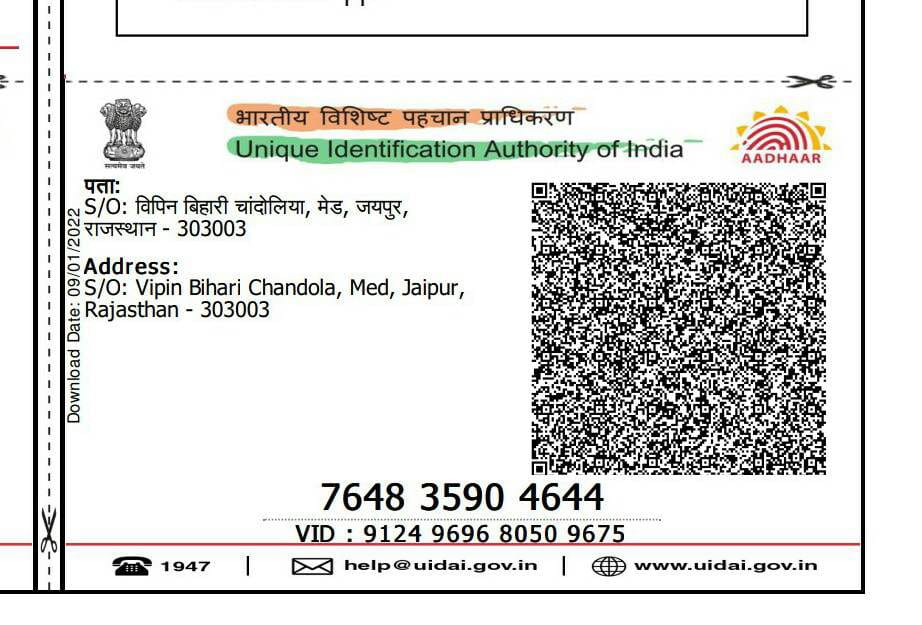 भारतीय विशिष्ट पहचान प्राधिकरण
Unique Identification Authority of India
सत्यमेव जयते
AADHAAR
पता:
S/O: विपिन बिहारी चांदोलिया, मेड, जयपुर,
राजस्थान - 303003
Address:
S/O: Vipin Bihari Chandola, Med, Jaipur,
Rajasthan - 303003
Download Date: 09/01/2022
7648 3590 4644
VID : 9124 9696 8050 9675
1947 | help@uidai.gov.in | www.uidai.gov.in